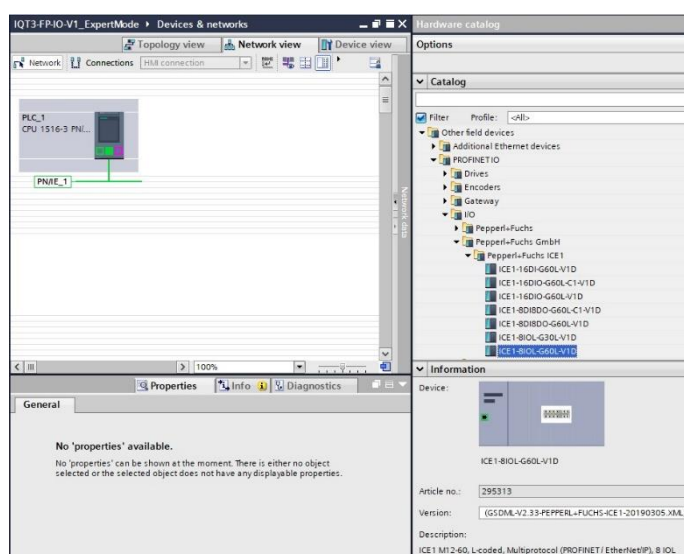 IQT3-FP-IO-V1_ExpertMode ▸ Devices & networks
Topology view
Network view
Device view
Network
Connections
HMI connection
PLC_1
CPU 1516-3 PN/...
PN/IE_1
Network data
100%
Properties
Info
Diagnostics
General
No 'properties' available.
No 'properties' can be shown at the moment. There is either no object
selected or the selected object does not have any displayable properties.
Hardware catalog
Options
Catalog
Filter
Profile:
<All>
Other field devices
Additional Ethernet devices
PROFINET IO
Drives
Encoders
Gateway
I/O
Pepperl+Fuchs
Pepperl+Fuchs GmbH
Pepperl+Fuchs ICE1
ICE1-16DI-G60L-V1D
ICE1-16DIO-G60L-C1-V1D
ICE1-16DIO-G60L-V1D
ICE1-8DI8DO-G60L-C1-V1D
ICE1-8DI8DO-G60L-V1D
ICE1-8IOL-G30L-V1D
ICE1-8IOL-G60L-V1D
Information
Device:
ICE1-8IOL-G60L-V1D
Article no.:
295313
Version:
(GSDML-V2.33-PEPPERL+FUCHS-ICE1-20190305.XML
Description:
ICE1 M12-60, L-coded, Multiprotocol (PROFINET/ EtherNet/IP), 8 IOL